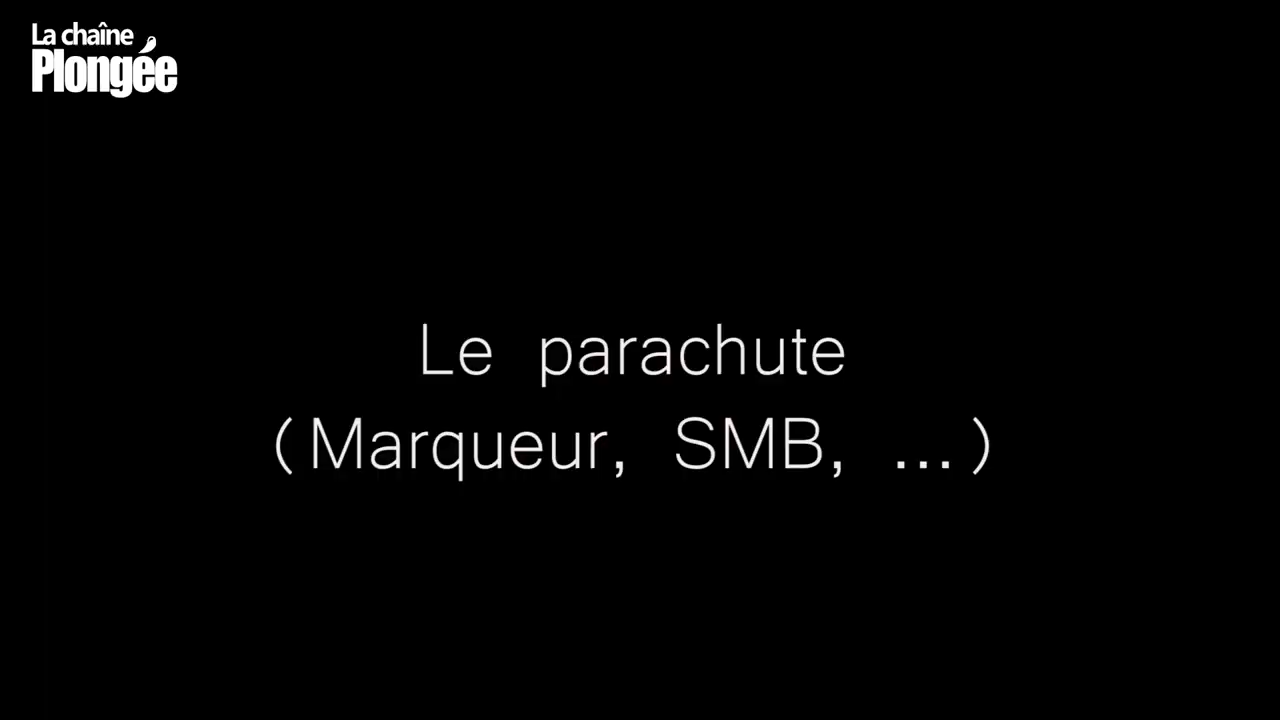 La chaîne
Plongée
Le parachute
(Marqueur, SMB, ...)